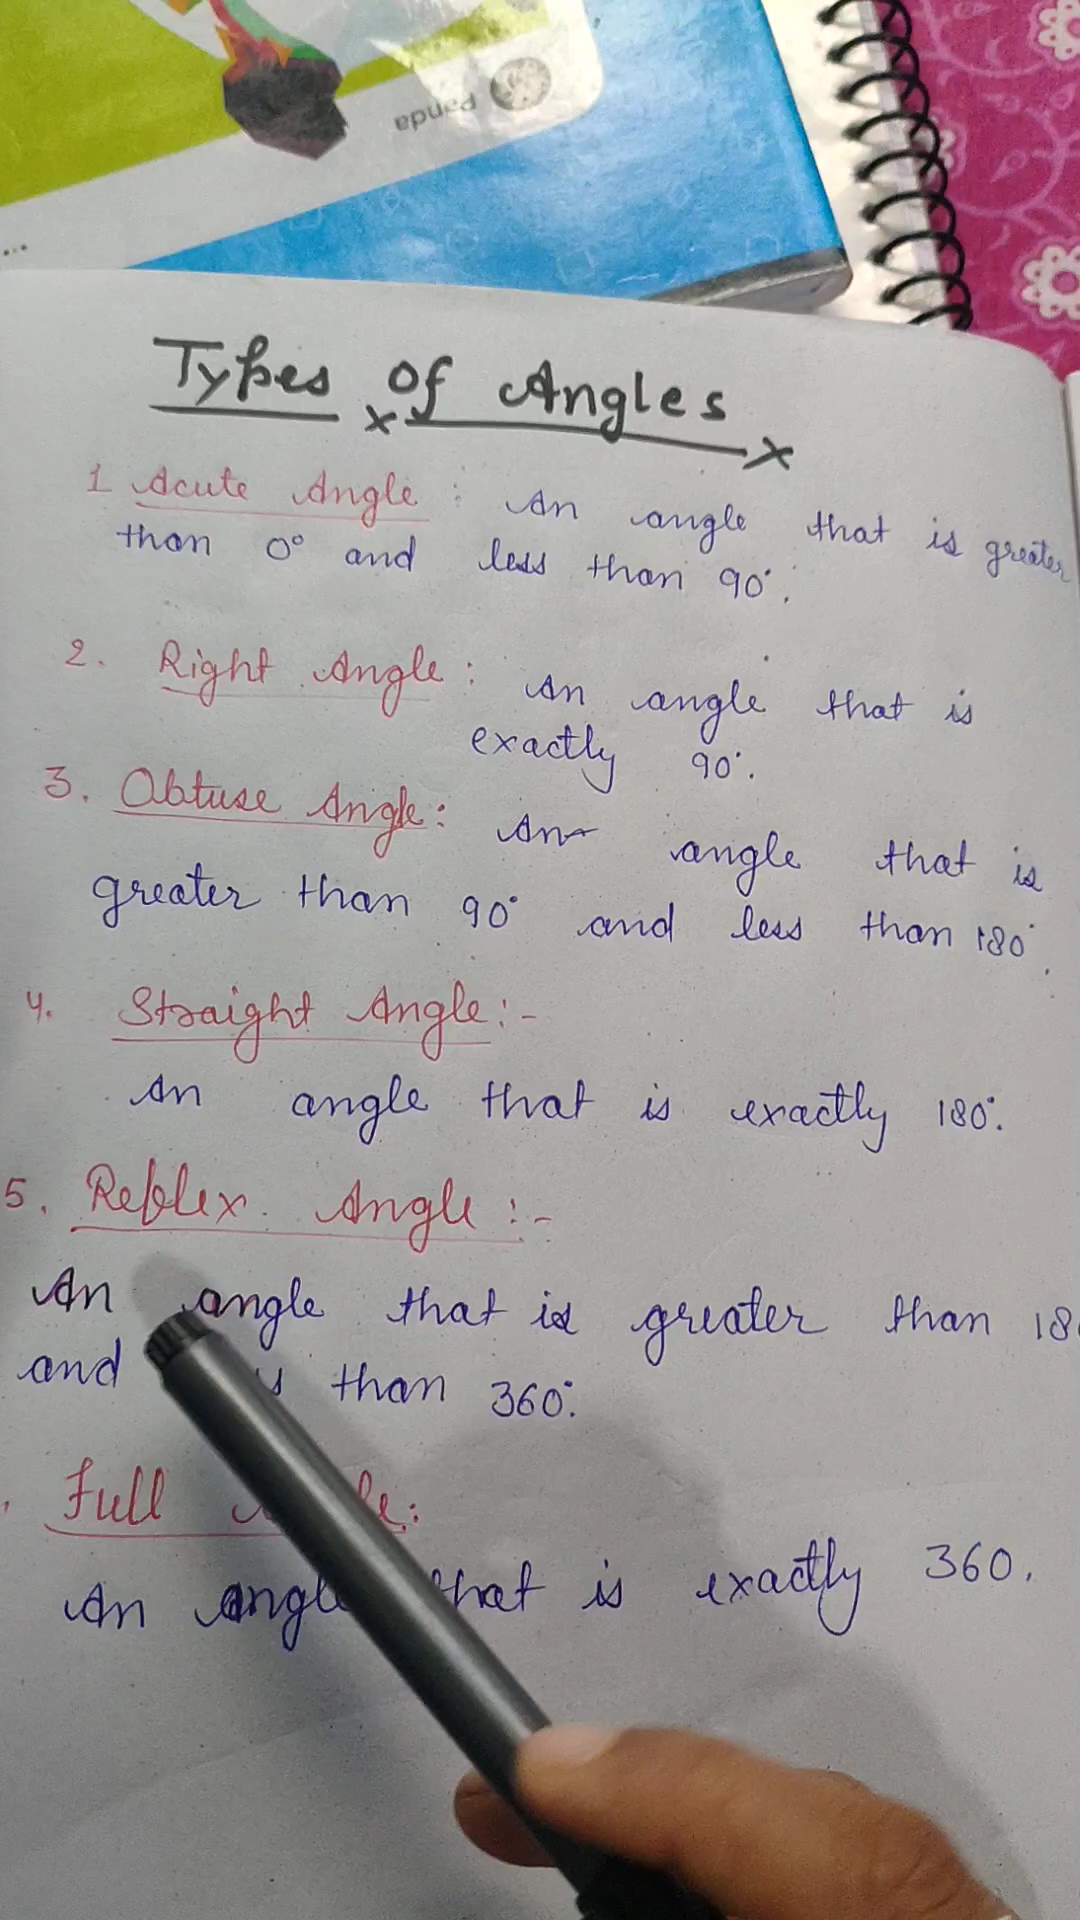 Panda
Types of Angles
1 Acute Angle : An angle that is greater
than 0° and less than 90°.
2. Right Angle : An angle that is
exactly 90°.
3. Obtuse Angle : An angle that is
greater than 90° and less than 180°.
4. Straight Angle :-
An angle that is exactly 180°.
5. Reflex Angle :-
An angle that is greater than 18
and than 360°.
Full
An angle that is exactly 360.